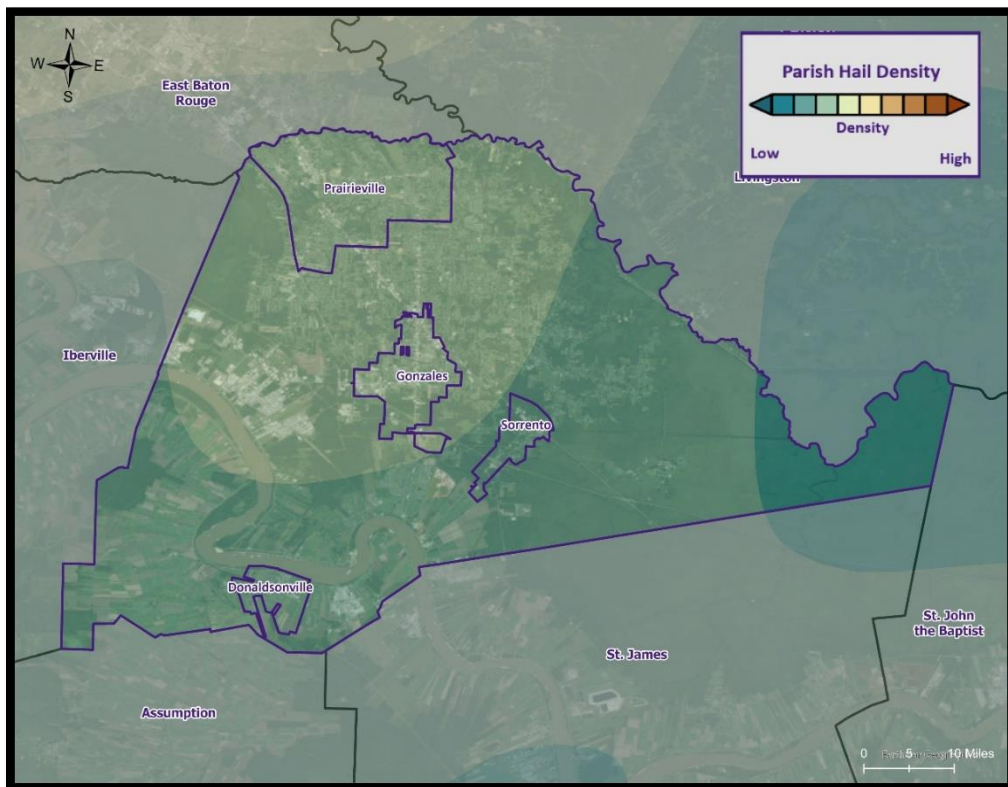 N
W E
S
Parish Hail Density
Density
Low
High
East Baton
Rouge
Livingston
Prairieville
Iberville
Gonzales
Sorrento
Donaldsonville
St. James
St. John
the Baptist
Assumption
0 5 10 Miles